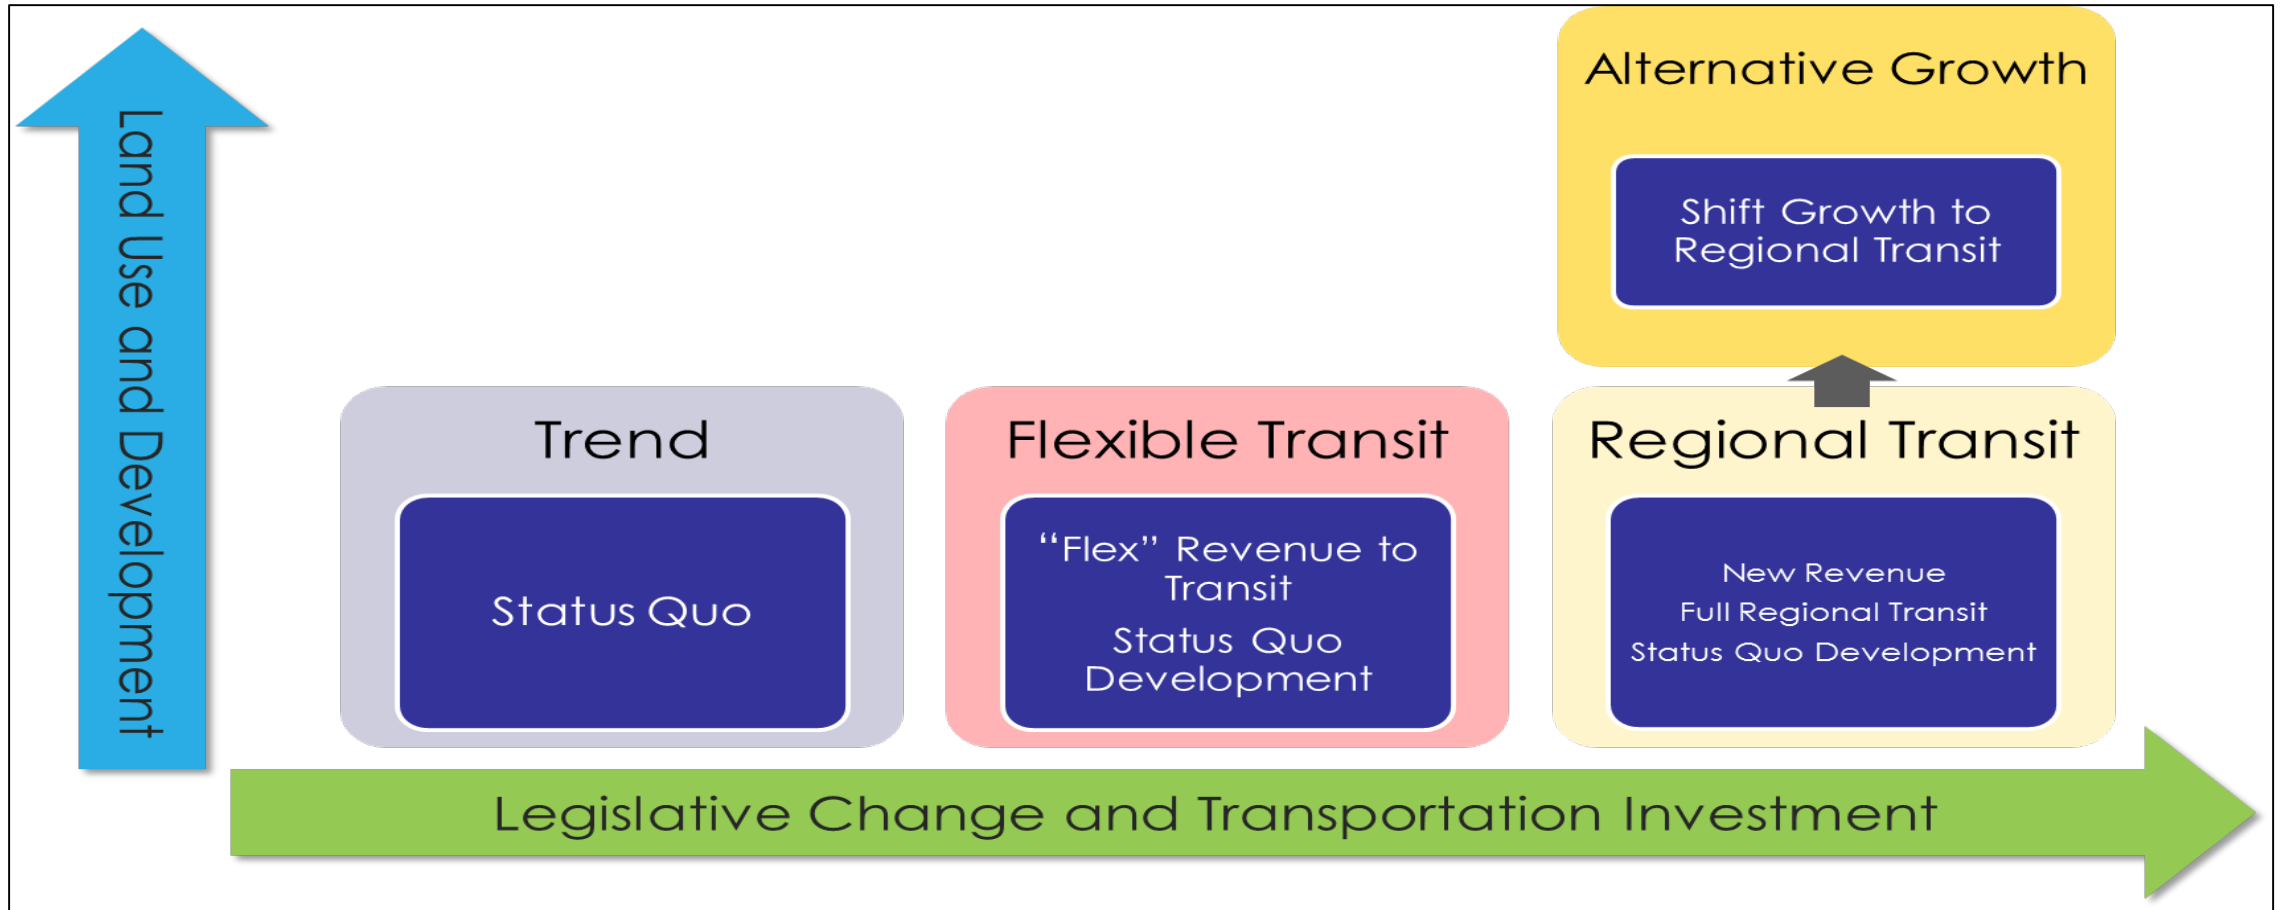 Land Use and Development
Alternative Growth
Shift Growth to
Regional Transit
Trend
Status Quo
Flexible Transit
“Flex” Revenue to
Transit
Status Quo
Development
Regional Transit
New Revenue
Full Regional Transit
Status Quo Development
Legislative Change and Transportation Investment